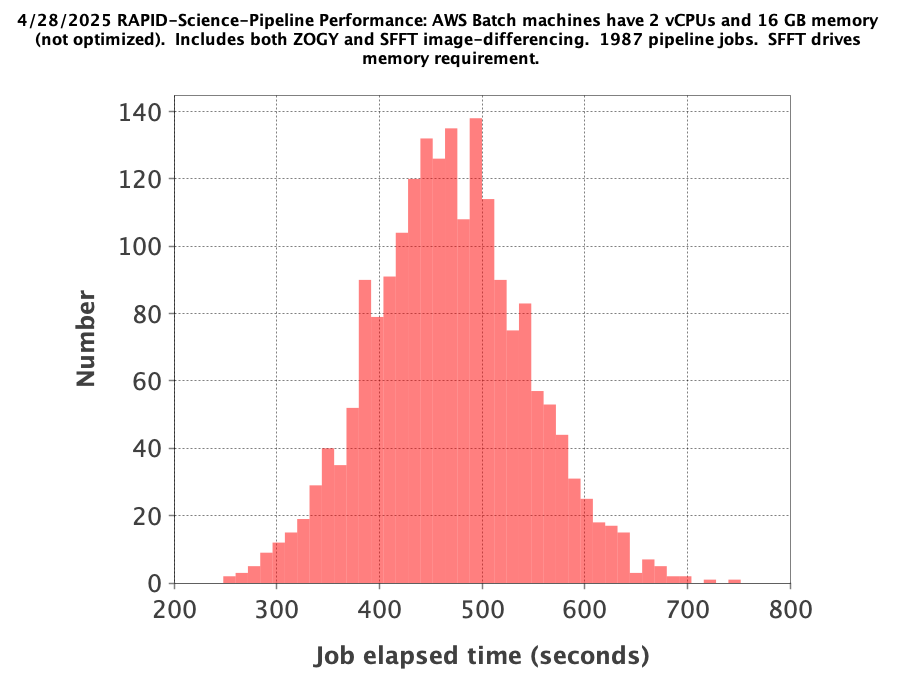 4/28/2025 RAPID-Science-Pipeline Performance: AWS Batch machines have 2 vCPUs and 16 GB memory
(not optimized).  Includes both ZOGY and SFFT image-differencing.  1987 pipeline jobs.  SFFT drives
memory requirement.
140
120
100
80
60
40
20
0
Number
200 300 400 500 600 700 800
Job elapsed time (seconds)